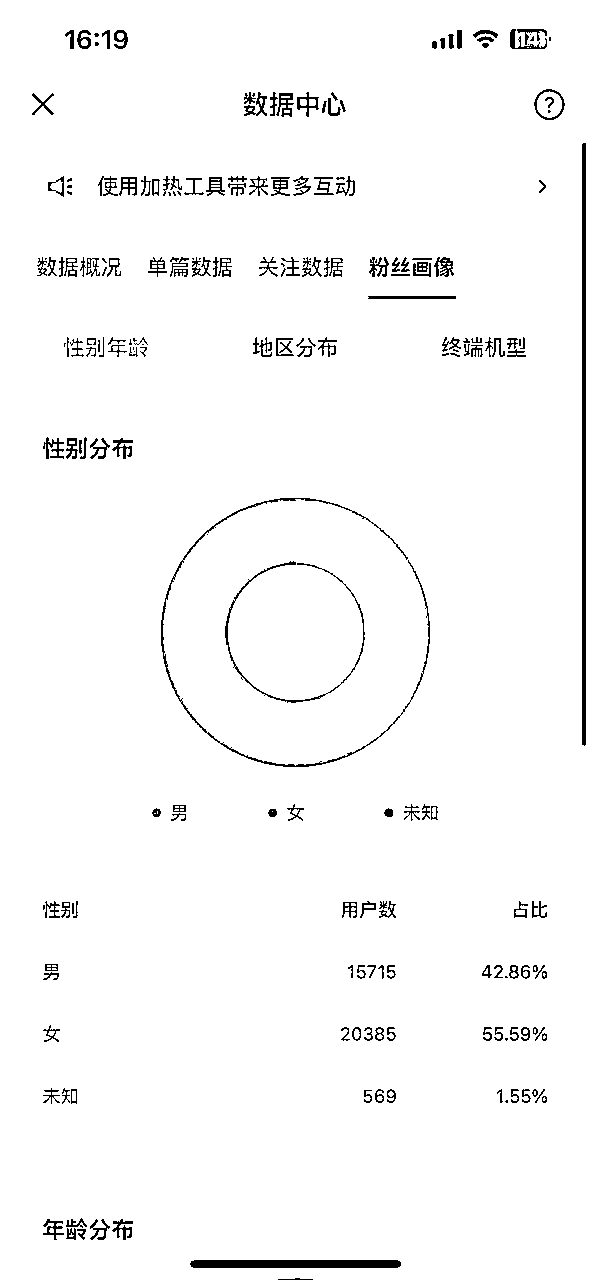 16:19
数据中心
使用加热工具带来更多互动
数据概况 单篇数据 关注数据 粉丝画像
性别年龄 地区分布 终端机型
性别分布
男 女 未知
性别 用户数 占比
男 15715 42.86%
女 20385 55.59%
未知 569 1.55%
年龄分布